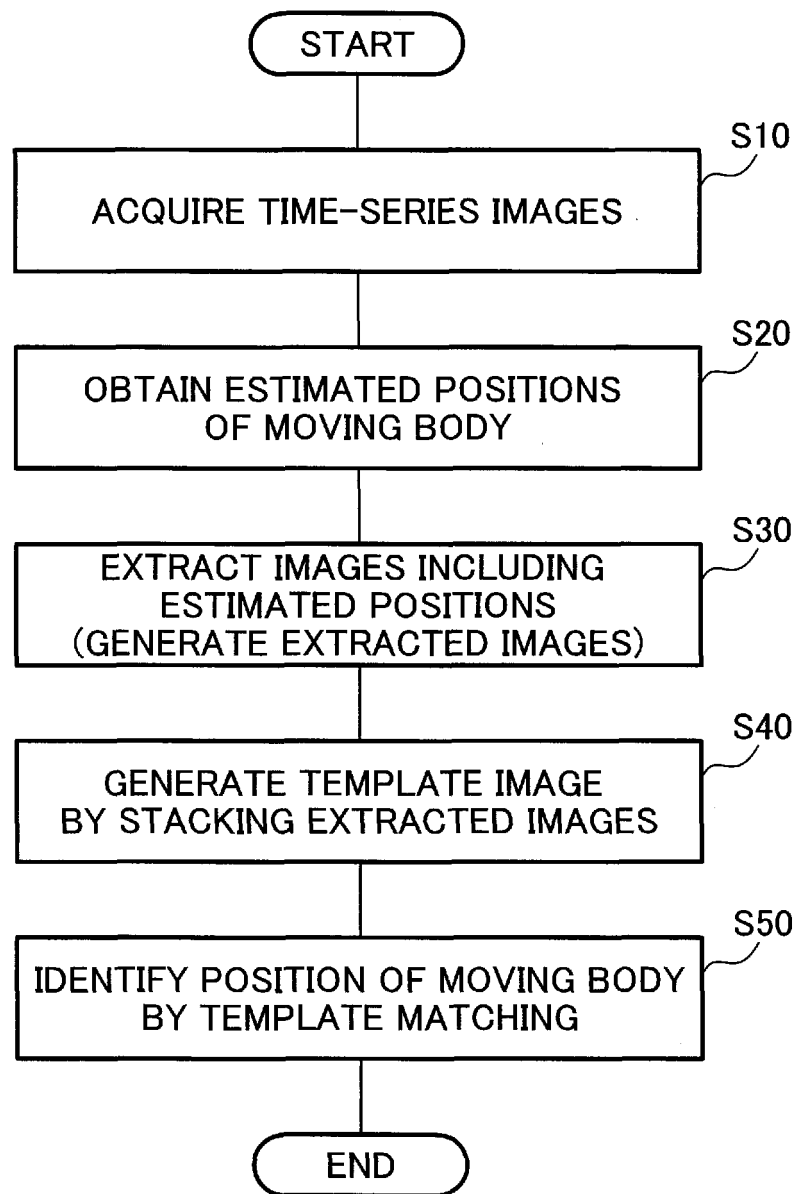 START
S10
ACQUIRE TIME-SERIES IMAGES
S20
OBTAIN ESTIMATED POSITIONS
OF MOVING BODY
S30
EXTRACT IMAGES INCLUDING
ESTIMATED POSITIONS
(GENERATE EXTRACTED IMAGES)
S40
GENERATE TEMPLATE IMAGE
BY STACKING EXTRACTED IMAGES
S50
IDENTIFY POSITION OF MOVING BODY
BY TEMPLATE MATCHING
END